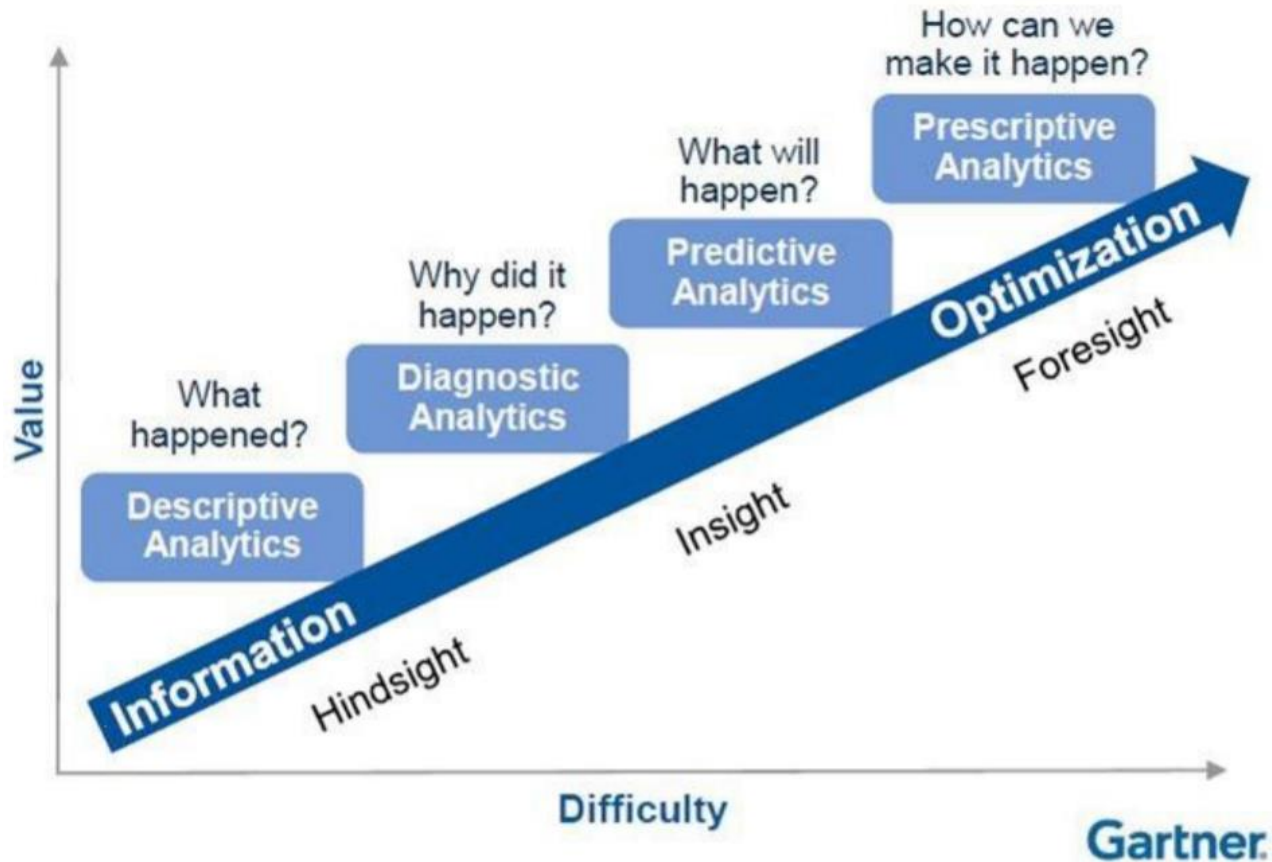 How can we
make it happen?
Prescriptive
Analytics
What will
happen?
Predictive
Analytics
Why did it
happen?
Diagnostic
Analytics
What
happened?
Descriptive
Analytics
Value
Information
Optimization
Hindsight
Insight
Foresight
Difficulty
Gartner.